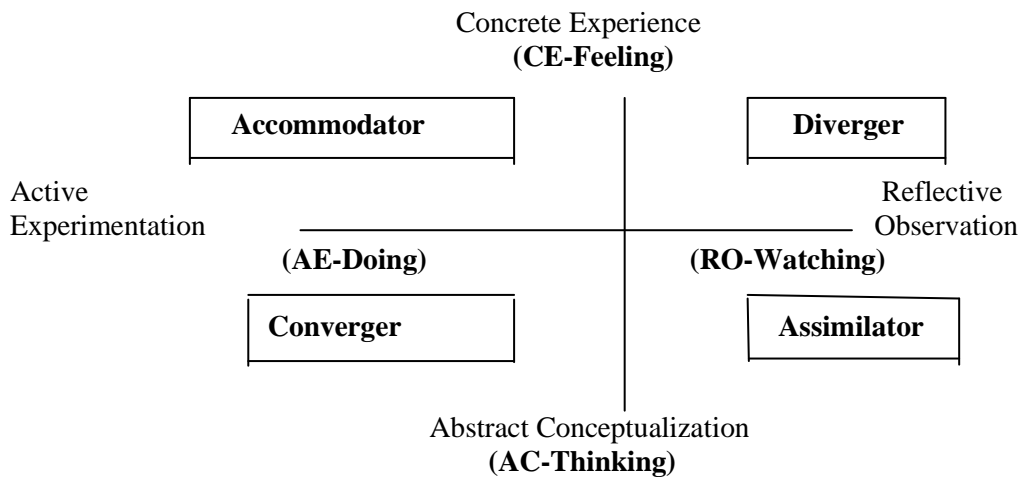 Concrete Experience
(CE-Feeling)
Accommodator
Diverger
Active
Experimentation
Reflective
Observation
(AE-Doing)
(RO-Watching)
Converger
Assimilator
Abstract Conceptualization
(AC-Thinking)